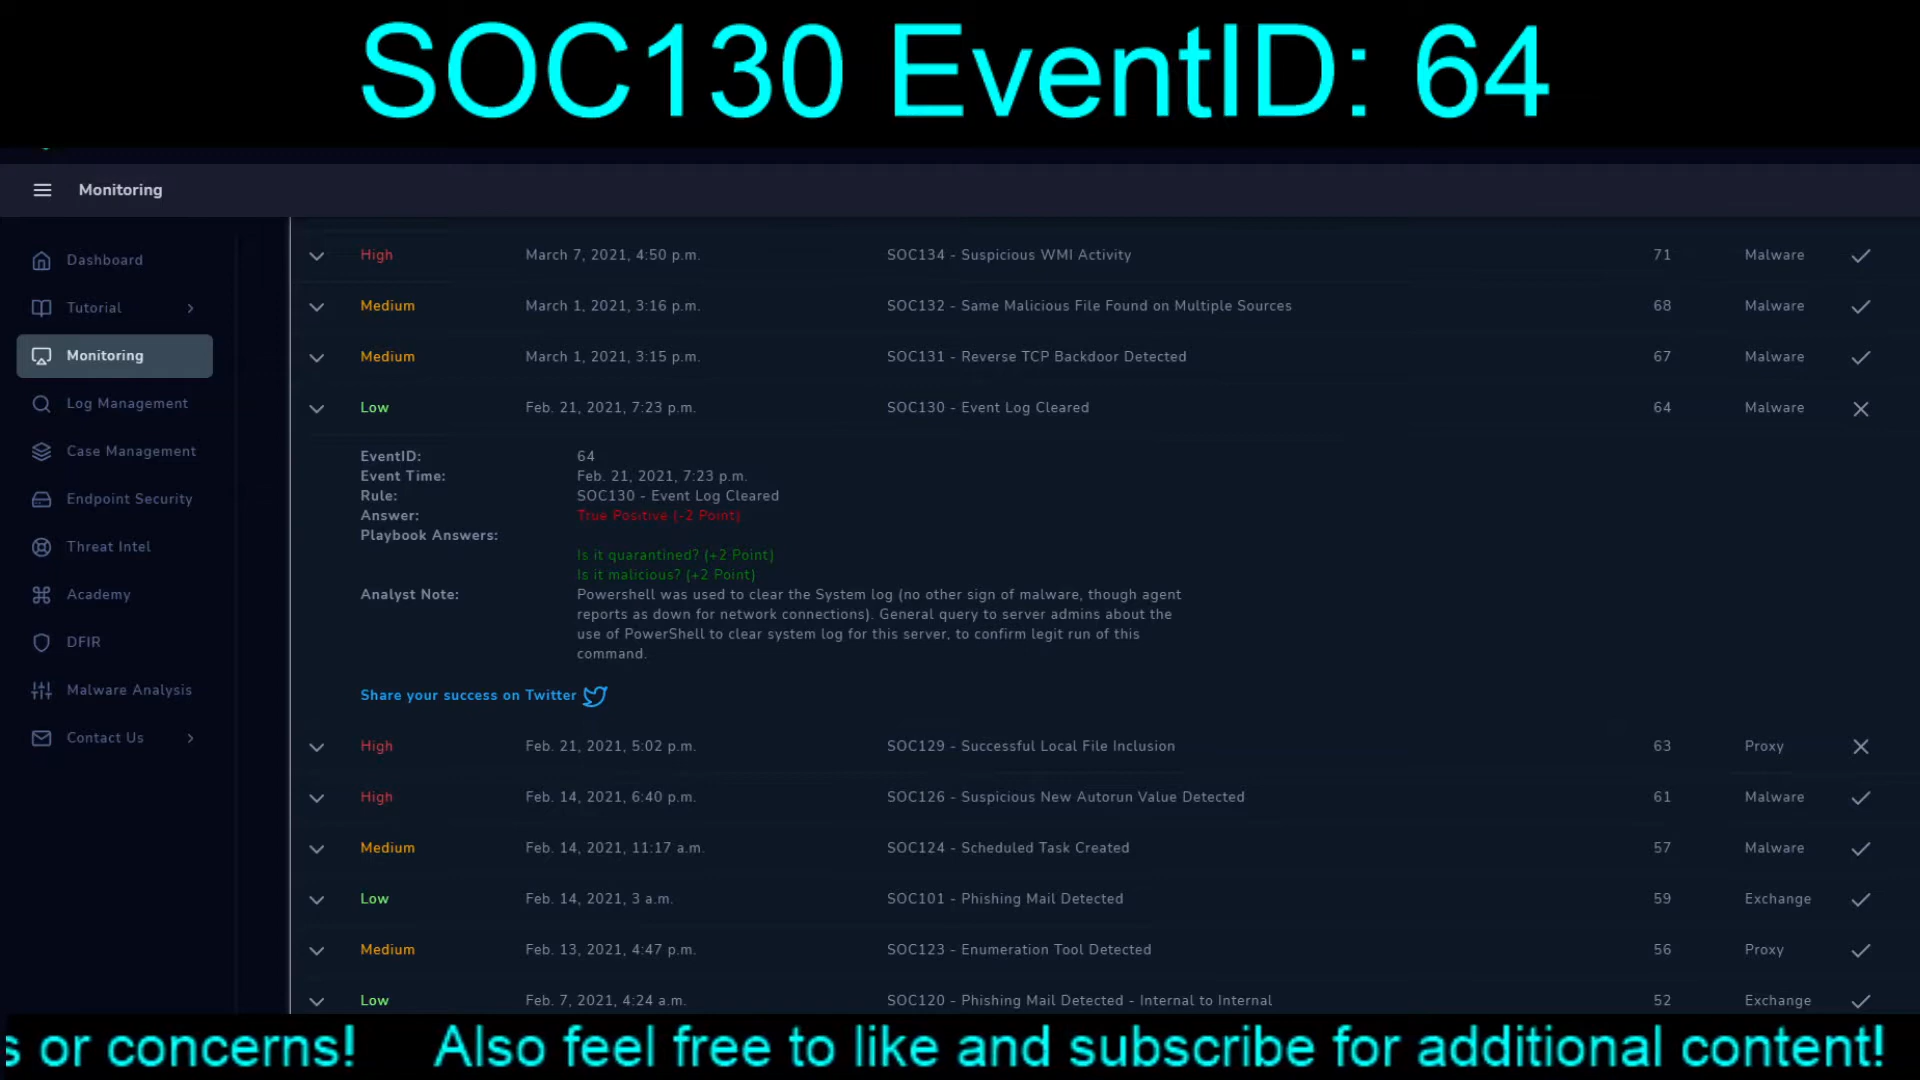 SOC130 EventID: 64
Monitoring
Dashboard
Tutorial
Monitoring
Log Management
Case Management
Endpoint Security
Threat Intel
Academy
DFIR
Malware Analysis
Contact Us
High March 7, 2021, 4:50 p.m. SOC134 - Suspicious WMI Activity 71 Malware
Medium March 1, 2021, 3:16 p.m. SOC132 - Same Malicious File Found on Multiple Sources 68 Malware
Medium March 1, 2021, 3:15 p.m. SOC131 - Reverse TCP Backdoor Detected 67 Malware
Low Feb. 21, 2021, 7:23 p.m. SOC130 - Event Log Cleared 64 Malware
EventID: 64
Event Time: Feb. 21, 2021, 7:23 p.m.
Rule: SOC130 - Event Log Cleared
Answer: True Positive (-2 Point)
Playbook Answers:
Is it quarantined? (+2 Point)
Is it malicious? (+2 Point)
Analyst Note: Powershell was used to clear the System log (no other sign of malware, though agent
reports as down for network connections). General query to server admins about the
use of PowerShell to clear system log for this server, to confirm legit run of this
command.
Share your success on Twitter
High Feb. 21, 2021, 5:02 p.m. SOC129 - Successful Local File Inclusion 63 Proxy
High Feb. 14, 2021, 6:40 p.m. SOC126 - Suspicious New Autorun Value Detected 61 Malware
Medium Feb. 14, 2021, 11:17 a.m. SOC124 - Scheduled Task Created 57 Malware
Low Feb. 14, 2021, 3 a.m. SOC101 - Phishing Mail Detected 59 Exchange
Medium Feb. 13, 2021, 4:47 p.m. SOC123 - Enumeration Tool Detected 56 Proxy
Low Feb. 7, 2021, 4:24 a.m. SOC120 - Phishing Mail Detected - Internal to Internal 52 Exchange
s or concerns! Also feel free to like and subscribe for additional content!